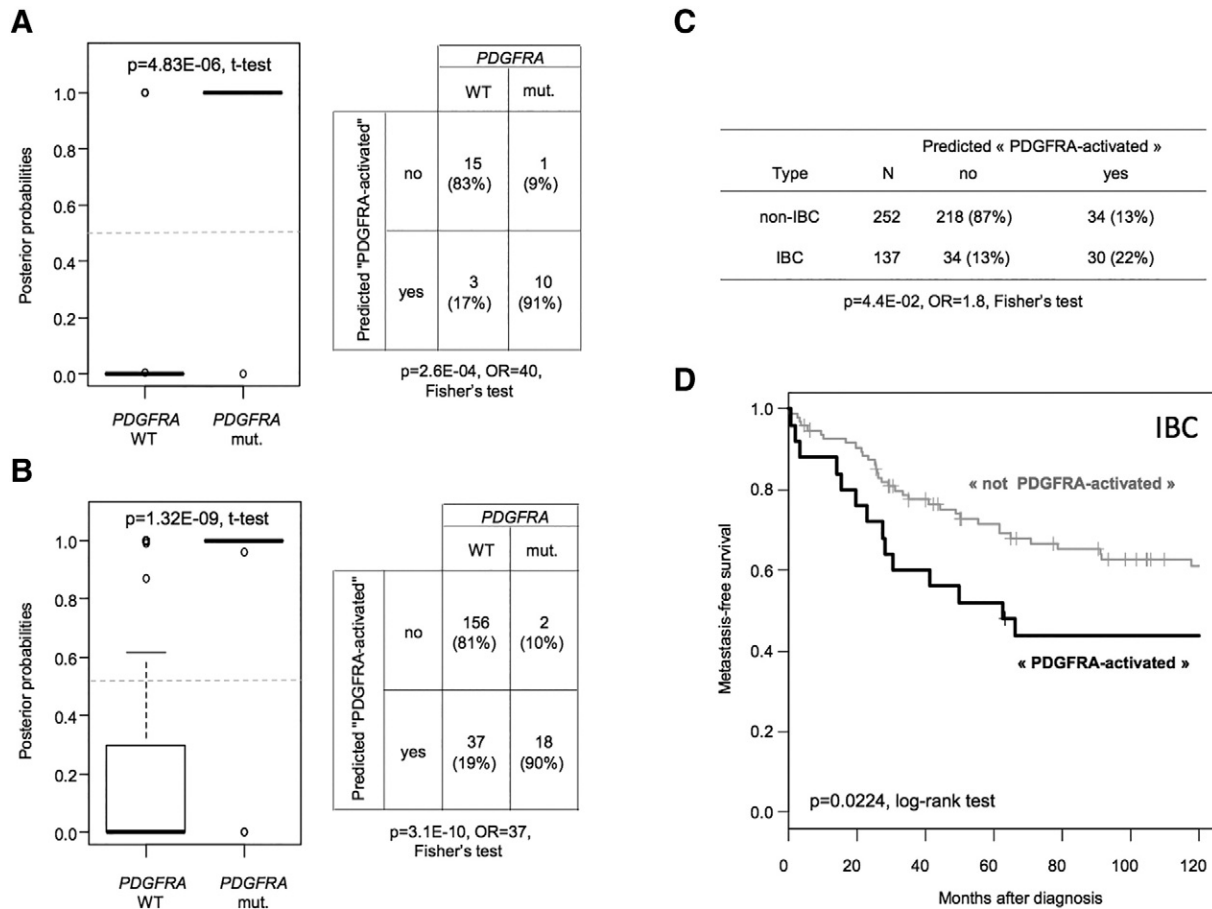 A
p=4.83E-06, t-test
Posterior probabilities
1.0
0.8
0.6
0.4
0.2
0.0
PDGFRA
WT
PDGFRA
mut.
PDGFRA
WT
mut.
Predicted "PDGFRA-activated"
no
15
(83%)
1
(9%)
yes
3
(17%)
10
(91%)
p=2.6E-04, OR=40,
Fisher's test
B
p=1.32E-09, t-test
Posterior probabilities
1.0
0.8
0.6
0.4
0.2
0.0
PDGFRA
WT
PDGFRA
mut.
PDGFRA
WT
mut.
Predicted "PDGFRA-activated"
no
156
(81%)
2
(10%)
yes
37
(19%)
18
(90%)
p=3.1E-10, OR=37,
Fisher's test
C
Predicted « PDGFRA-activated »
Type N no yes
non-IBC 252 218 (87%) 34 (13%)
IBC 137 34 (13%) 30 (22%)
p=4.4E-02, OR=1.8, Fisher's test
D
IBC
Metastasis-free survival
1.0
0.8
0.6
0.4
0.2
0.0
« not PDGFRA-activated »
« PDGFRA-activated »
p=0.0224, log-rank test
0 20 40 60 80 100 120
Months after diagnosis